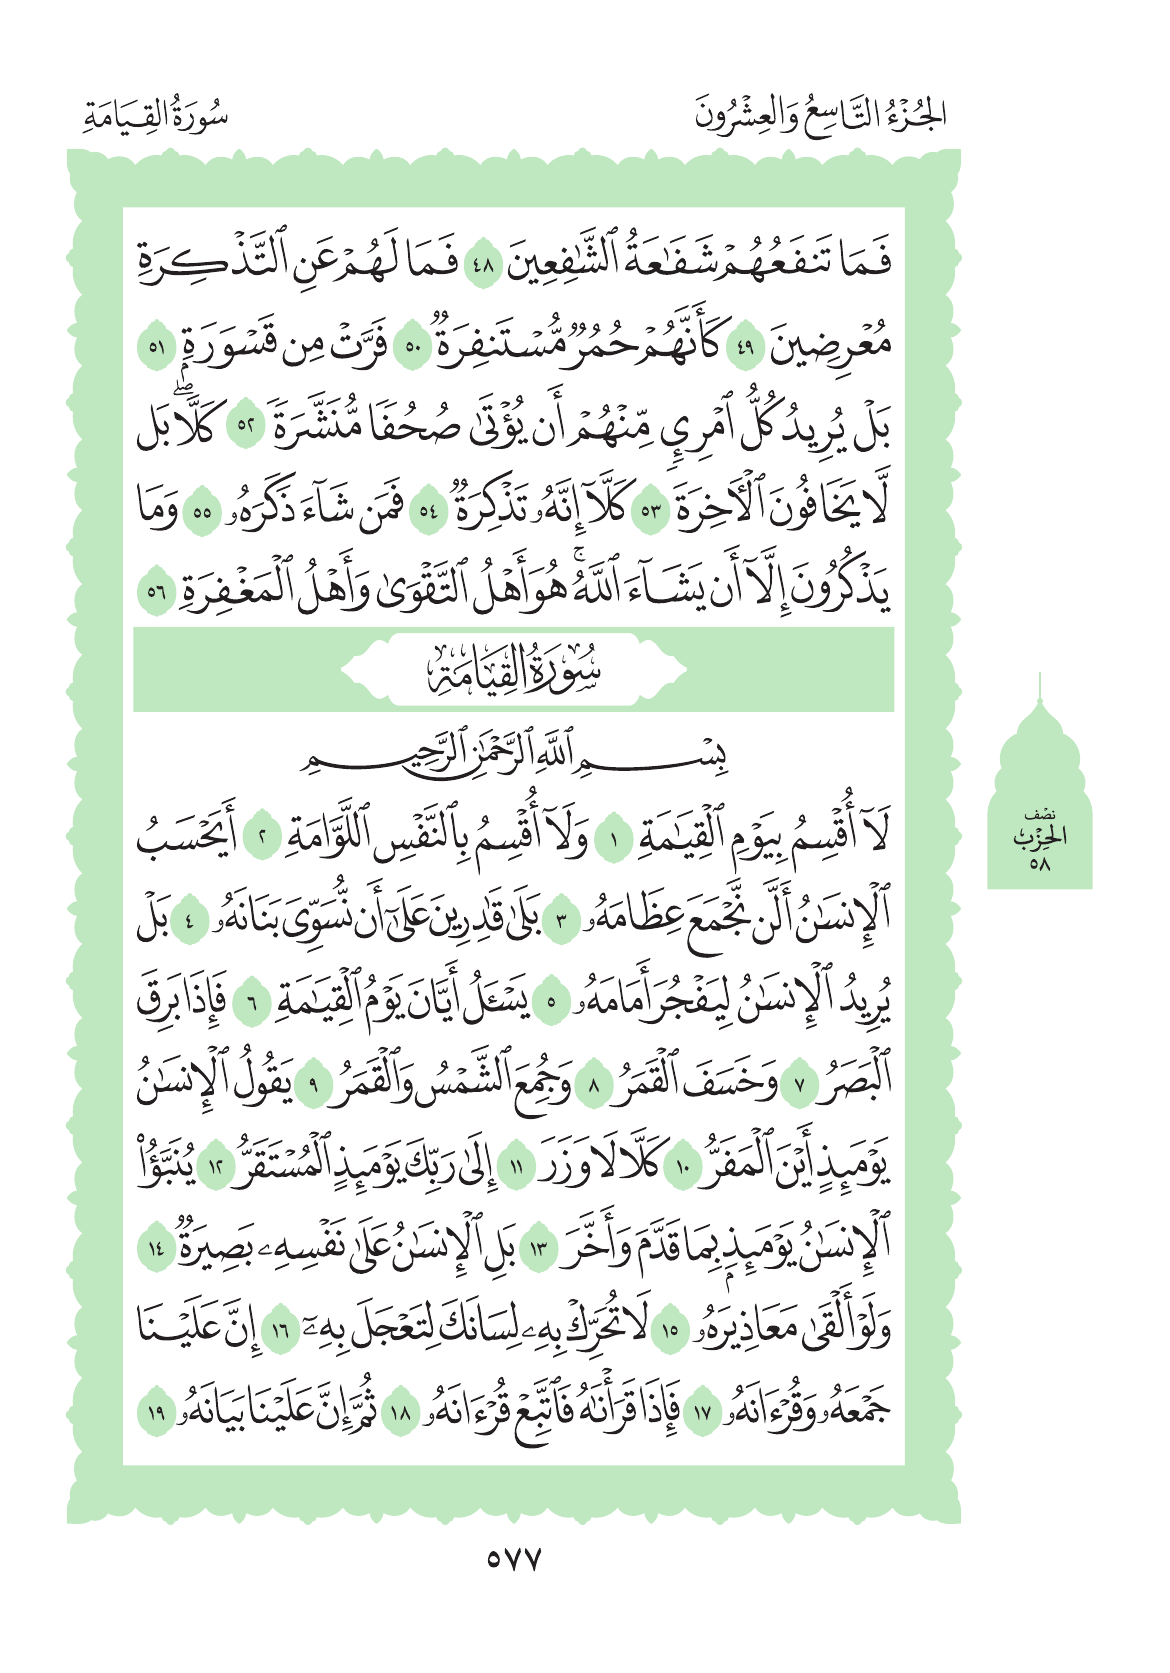 الجُزْءُ التَّاسِعُ وَالعِشْرُونَ
سُورَةُ القِيَامَةِ
فَمَا تَنفَعُهُمْ شَفَٰعَةُ ٱلشَّٰفِعِينَ ٤٨ فَمَا لَهُمْ عَنِ ٱلتَّذْكِرَةِ
مُعْرِضِينَ ٤٩ كَأَنَّهُمْ حُمُرٌ مُّسْتَنفِرَةٌ ٥٠ فَرَّتْ مِن قَسْوَرَةِۭ ٥١
بَلْ يُرِيدُ كُلُّ ٱمْرِئٍ مِّنْهُمْ أَن يُؤْتَىٰ صُحُفًا مُّنَشَّرَةً ٥٢ كَلَّاۖ بَل
لَّا يَخَافُونَ ٱلْأَخِرَةَ ٥٣ كَلَّآ إِنَّهُۥ تَذْكِرَةٌ ٥٤ فَمَن شَآءَ ذَكَرَهُۥ ٥٥ وَمَا
يَذْكُرُونَ إِلَّآ أَن يَشَآءَ ٱللَّهُۚ هُوَ أَهْلُ ٱلتَّقْوَىٰ وَأَهْلُ ٱلْمَغْفِرَةِ ٥٦
سُورَةُ القِيَامَةِ
بِسْمِ ٱللَّهِ ٱلرَّحْمَٰنِ ٱلرَّحِيمِ
لَآ أُقْسِمُ بِيَوْمِ ٱلْقِيَٰمَةِ ١ وَلَآ أُقْسِمُ بِٱلنَّفْسِ ٱللَّوَّامَةِ ٢ أَيَحْسَبُ
ٱلْإِنسَٰنُ أَلَّن نَّجْمَعَ عِظَامَهُۥ ٣ بَلَىٰ قَٰدِرِينَ عَلَىٰٓ أَن نُّسَوِّىَ بَنَانَهُۥ ٤ بَلْ
يُرِيدُ ٱلْإِنسَٰنُ لِيَفْجُرَ أَمَامَهُۥ ٥ يَسْـَٔلُ أَيَّانَ يَوْمُ ٱلْقِيَٰمَةِ ٦ فَإِذَا بَرِقَ
ٱلْبَصَرُ ٧ وَخَسَفَ ٱلْقَمَرُ ٨ وَجُمِعَ ٱلشَّمْسُ وَٱلْقَمَرُ ٩ يَقُولُ ٱلْإِنسَٰنُ
يَوْمَئِذٍ أَيْنَ ٱلْمَفَرُّ ١٠ كَلَّا لَا وَزَرَ ١١ إِلَىٰ رَبِّكَ يَوْمَئِذٍ ٱلْمُسْتَقَرُّ ١٢ يُنَبَّؤُا۟
ٱلْإِنسَٰنُ يَوْمَئِذِۭ بِمَا قَدَّمَ وَأَخَّرَ ١٣ بَلِ ٱلْإِنسَٰنُ عَلَىٰ نَفْسِهِۦ بَصِيرَةٌ ١٤
وَلَوْ أَلْقَىٰ مَعَاذِيرَهُۥ ١٥ لَا تُحَرِّكْ بِهِۦ لِسَانَكَ لِتَعْجَلَ بِهِۦٓ ١٦ إِنَّ عَلَيْنَا
جَمْعَهُۥ وَقُرْءَانَهُۥ ١٧ فَإِذَا قَرَأْنَٰهُ فَٱتَّبِعْ قُرْءَانَهُۥ ١٨ ثُمَّ إِنَّ عَلَيْنَا بَيَانَهُۥ ١٩
نصف
الحِزْب
٥٨
٥٧٧